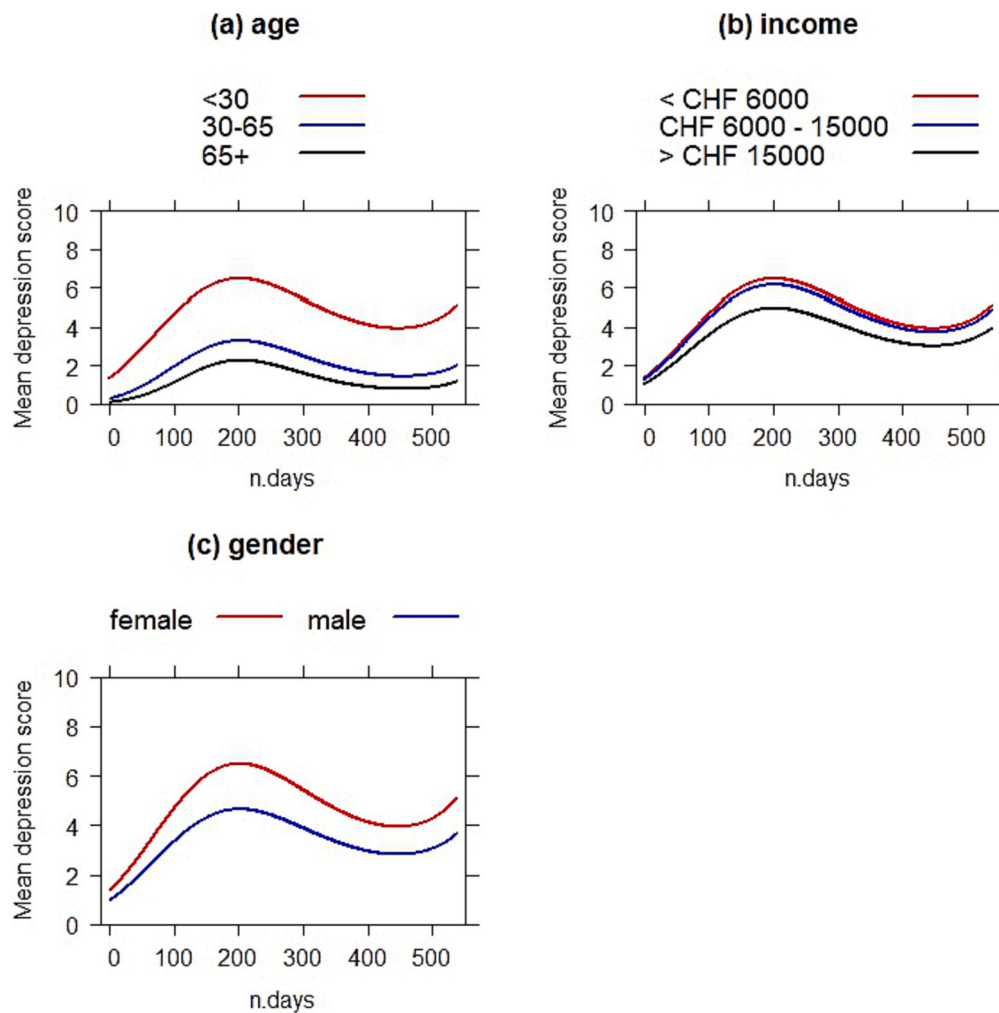 (a) age
<30
30-65
65+
Mean depression score
10
8
6
4
2
0
0 100 200 300 400 500
n.days
(b) income
< CHF 6000
CHF 6000 - 15000
> CHF 15000
Mean depression score
10
8
6
4
2
0
0 100 200 300 400 500
n.days
(c) gender
female male
Mean depression score
10
8
6
4
2
0
0 100 200 300 400 500
n.days